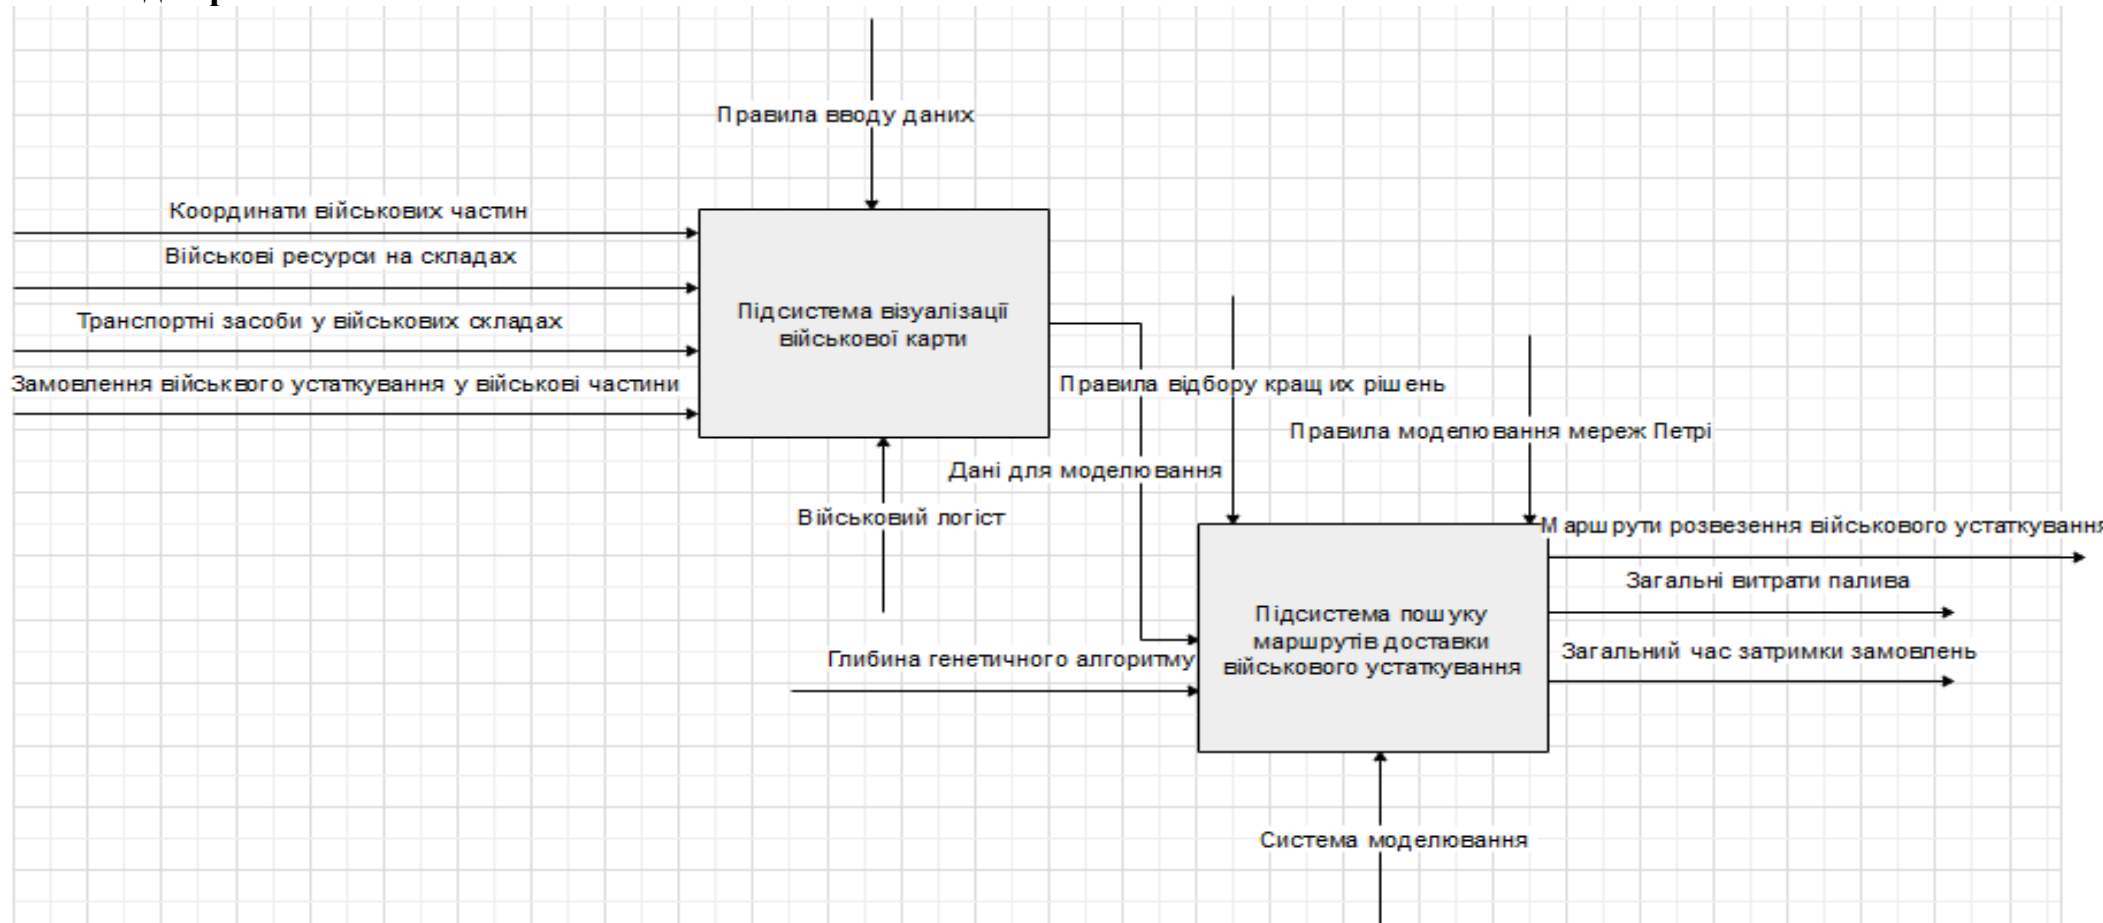 Правила вводу даних
Координати військових частин
Військові ресурси на складах
Транспортні засоби у військових складах
Замовлення військвого устаткування у військові частини
Підсистема візуалізації
військової карти
Правила відбору кращих рішень
Правила моделювання мереж Петрі
Дані для моделювання
Військовий логіст
Маршрути розвезення військового устаткування
Загальні витрати палива
Підсистема пошуку
маршрутів доставки
військового устаткування
Загальний час затримки замовлень
Глибина генетичного алгоритму
Система моделювання